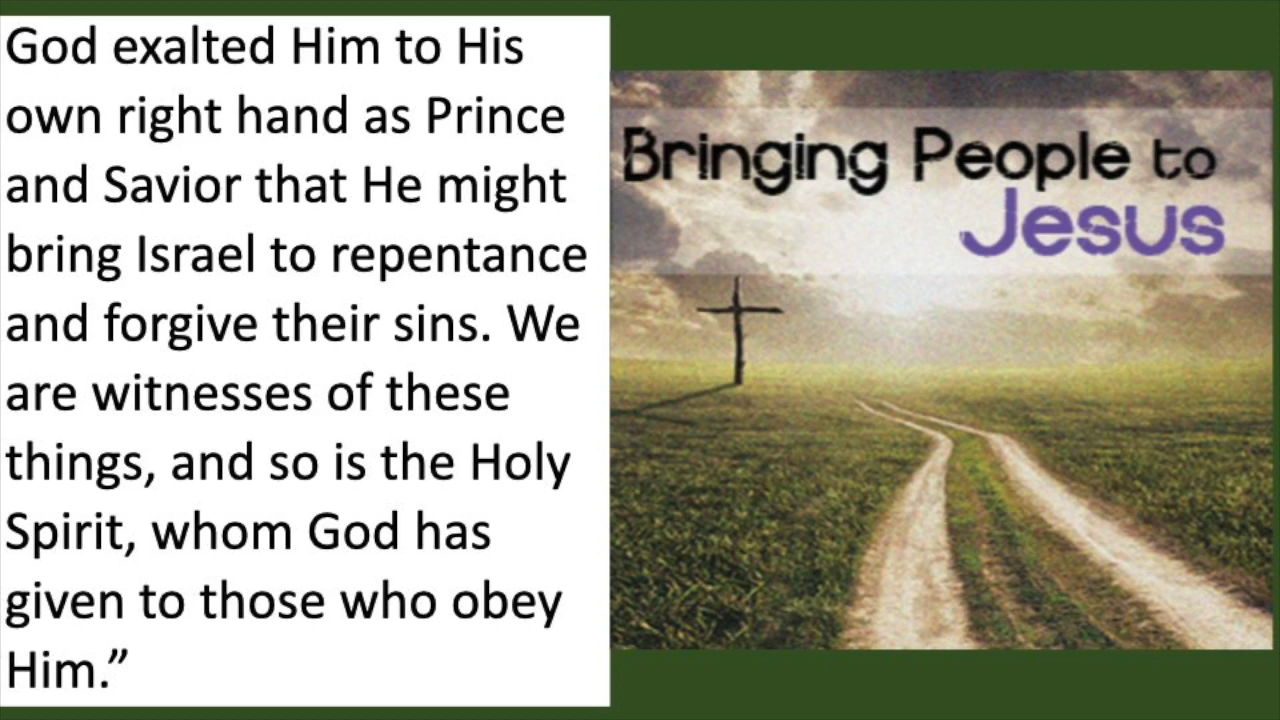 God exalted Him to His
own right hand as Prince
and Savior that He might
bring Israel to repentance
and forgive their sins. We
are witnesses of these
things, and so is the Holy
Spirit, whom God has
given to those who obey
Him.”
Bringing People to
Jesus